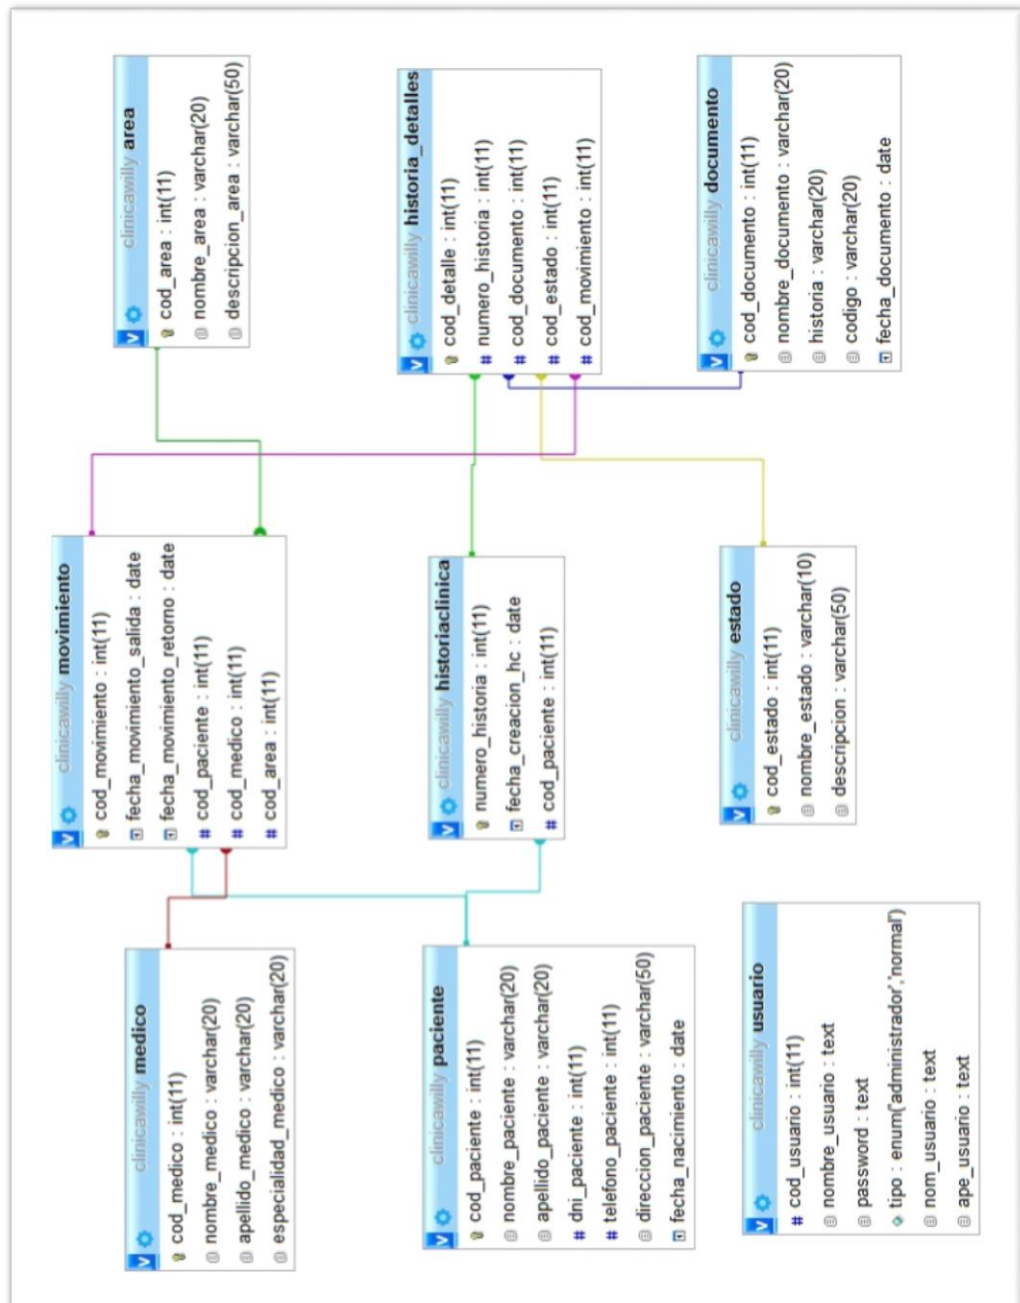 clinicawilly medico
cod_medico : int(11)
nombre_medico : varchar(20)
apellido_medico : varchar(20)
especialidad_medico : varchar(20)
clinicawilly movimiento
cod_movimiento : int(11)
fecha_movimiento_salida : date
fecha_movimiento_retorno : date
# cod_paciente : int(11)
# cod_medico : int(11)
# cod_area : int(11)
clinicawilly area
cod_area : int(11)
nombre_area : varchar(20)
descripcion_area : varchar(50)
clinicawilly paciente
cod_paciente : int(11)
nombre_paciente : varchar(20)
apellido_paciente : varchar(20)
# dni_paciente : int(11)
# telefono_paciente : int(11)
direccion_paciente : varchar(50)
fecha_nacimiento : date
clinicawilly historiaclinica
numero_historia : int(11)
fecha_creacion_hc : date
# cod_paciente : int(11)
clinicawilly historia_detalles
cod_detalle : int(11)
# numero_historia : int(11)
# cod_documento : int(11)
# cod_estado : int(11)
# cod_movimiento : int(11)
clinicawilly usuario
# cod_usuario : int(11)
nombre_usuario : text
password : text
tipo : enum('administrador','normal')
nom_usuario : text
ape_usuario : text
clinicawilly estado
cod_estado : int(11)
nombre_estado : varchar(10)
descripcion : varchar(50)
clinicawilly documento
cod_documento : int(11)
nombre_documento : varchar(20)
historia : varchar(20)
codigo : varchar(20)
fecha_documento : date